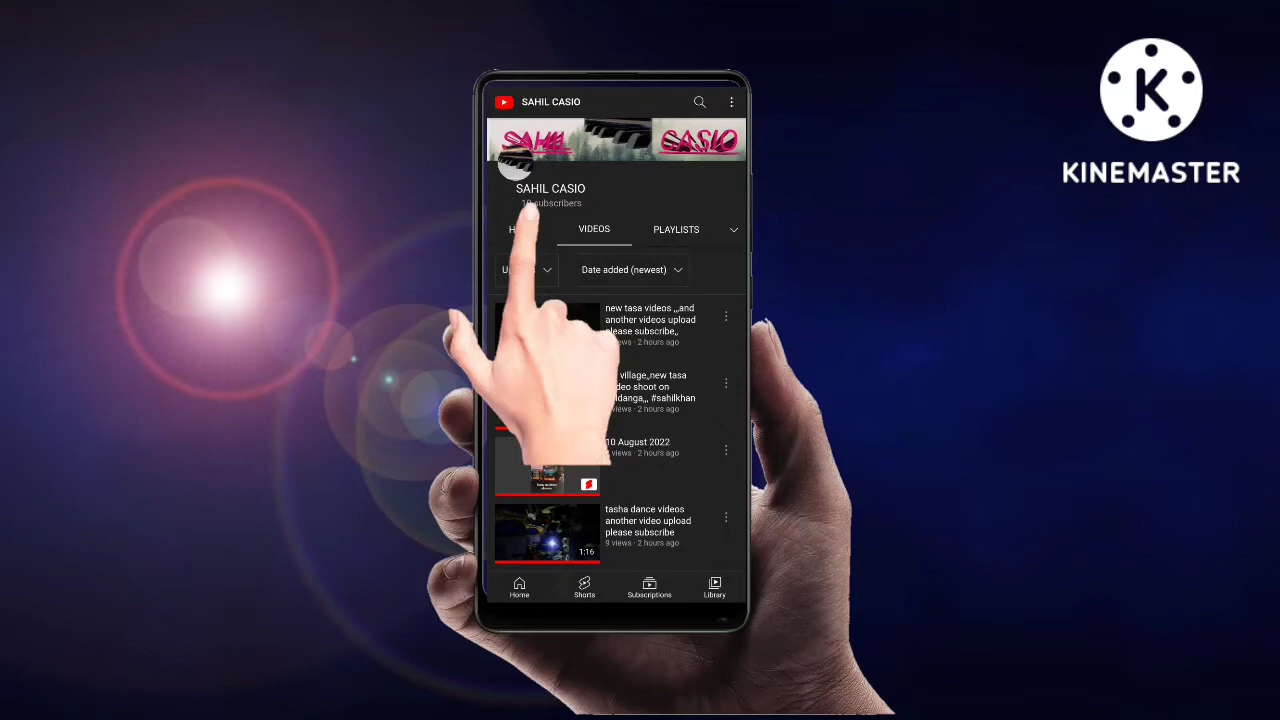 SAHIL CASIO
SAHIL CASIO
SAHIL CASIO
subscribers
VIDEOS
PLAYLISTS
Date added (newest)
new tasa videos ,,,and
another videos upload
please subscribe,,
views · 2 hours ago
village,,new tasa
video shoot on
#sahilkhan
views · 2 hours ago
10 August 2022
views · 2 hours ago
tasha dance videos
another video upload
please subscribe
9 views · 2 hours ago
1:16
Home
Shorts
Subscriptions
Library
K
KINEMASTER